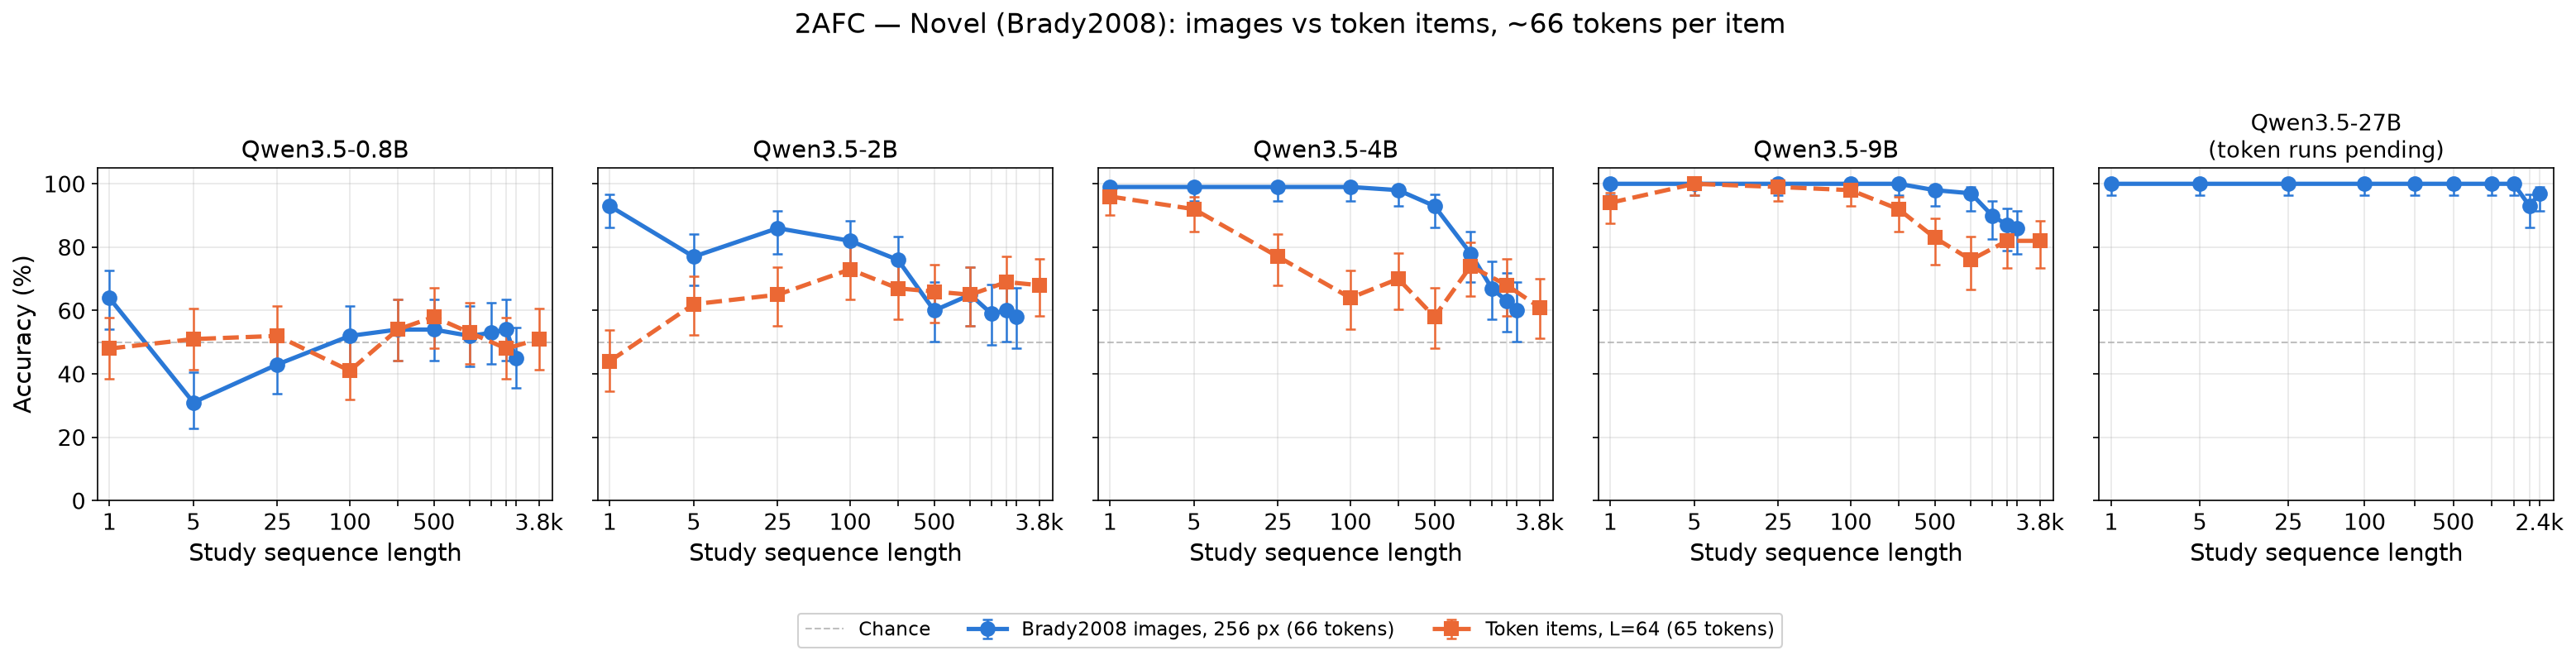 2AFC — Novel (Brady2008): images vs token items, ~66 tokens per item
Qwen3.5-0.8B
Qwen3.5-2B
Qwen3.5-4B
Qwen3.5-9B
Qwen3.5-27B
(token runs pending)
Accuracy (%)
100
80
60
40
20
0
1 5 25 100 500 3.8k
1 5 25 100 500 3.8k
1 5 25 100 500 3.8k
1 5 25 100 500 3.8k
1 5 25 100 500 2.4k
Study sequence length
Study sequence length
Study sequence length
Study sequence length
Study sequence length
Chance
Brady2008 images, 256 px (66 tokens)
Token items, L=64 (65 tokens)